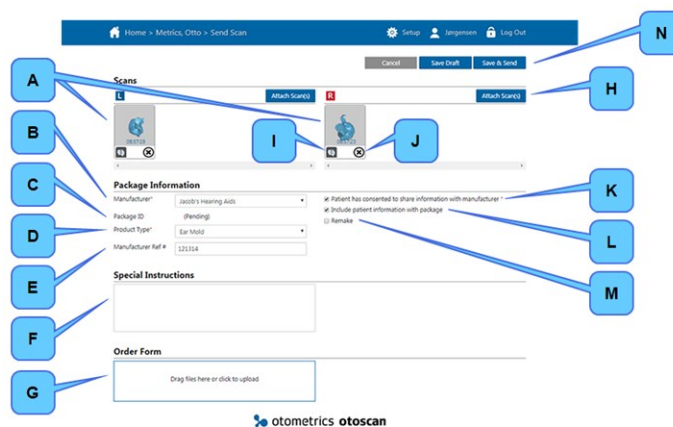 Home > Metrics, Otto > Send Scan
Setup
Jørgensen
Log Out
N
Cancel
Save Draft
Save & Send
A
Scans
L
Attach Scan(s)
R
Attach Scan(s)
H
B
I
J
C
Package Information
Manufacturer*
Jacob's Hearing Aids
Patient has consented to share information with manufacturer *
K
Package ID
(Pending)
Include patient information with package
D
Product Type*
Ear Mold
Remake
L
Manufacturer Ref #
121314
E
M
Special Instructions
F
Order Form
G
Drag files here or click to upload
otometrics otoscan